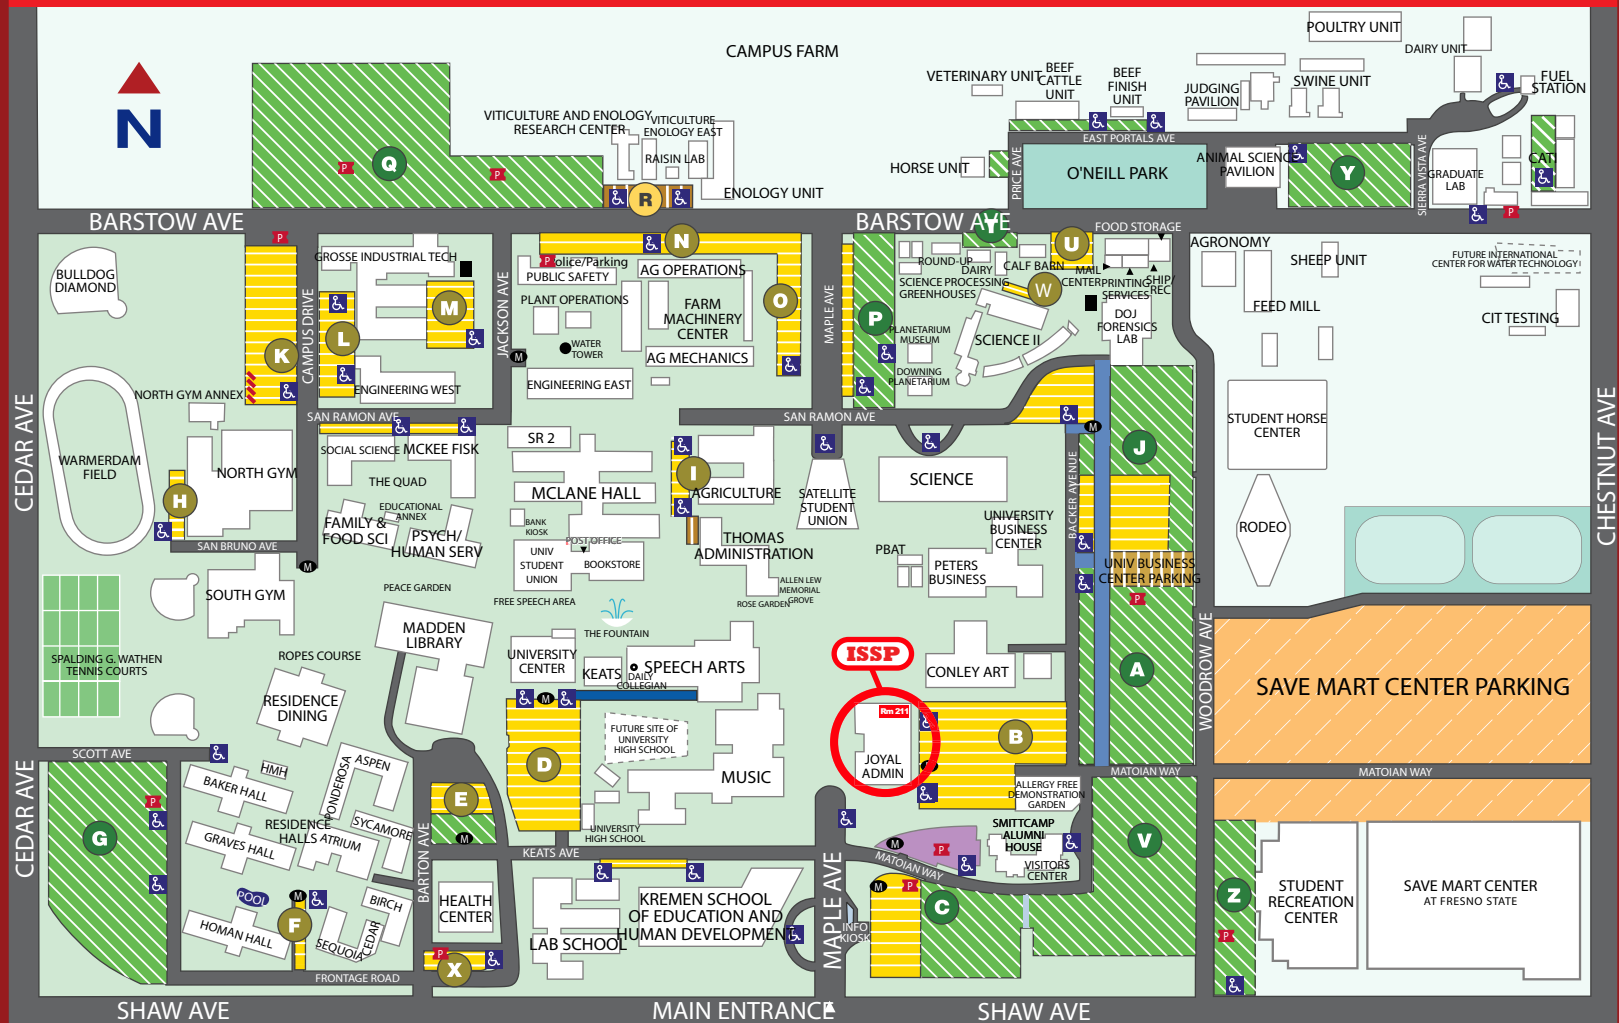 POULTRY UNIT
DAIRY UNIT
CAMPUS FARM
VETERINARY UNIT
BEEF
CATTLE
UNIT
BEEF
FINISH
UNIT
JUDGING
PAVILION
SWINE UNIT
FUEL
STATION
N
VITICULTURE AND ENOLOGY
RESEARCH CENTER
VITICULTURE
ENOLOGY EAST
RAISIN LAB
ENOLOGY UNIT
Q
P
P
R
HORSE UNIT
PRICE AVE
EAST PORTALS AVE
O'NEILL PARK
ANIMAL SCIENCE
PAVILION
Y
SIERRA VISTA AVE
GRADUATE
LAB
CATI
P
BARSTOW AVE
BARSTOW AVE
Y
FOOD STORAGE
P
BULLDOG
DIAMOND
K
CAMPUS DRIVE
GROSSE INDUSTRIAL TECH
L
M
ENGINEERING WEST
JACKSON AVE
M
N
P
Police/Parking
PUBLIC SAFETY
AG OPERATIONS
PLANT OPERATIONS
FARM
MACHINERY
CENTER
WATER
TOWER
AG MECHANICS
ENGINEERING EAST
O
MAPLE AVE
P
ROUND-UP
DAIRY
PROCESSING
SCIENCE
GREENHOUSES
CALF BARN
U
W
MAIL
CENTER
PRINTING
SERVICES
SHIP/
REC
DOJ
FORENSICS
LAB
PLANETARIUM
MUSEUM
SCIENCE II
DOWNING
PLANETARIUM
AGRONOMY
SHEEP UNIT
FUTURE INTERNATIONAL
CENTER FOR WATER TECHNOLOGY
FEED MILL
CIT TESTING
CEDAR AVE
NORTH GYM ANNEX
SAN RAMON AVE
SAN RAMON AVE
M
CHESTNUT AVE
WARMERDAM
FIELD
H
NORTH GYM
SAN BRUNO AVE
M
SOCIAL SCIENCE
MCKEE FISK
THE QUAD
EDUCATIONAL
ANNEX
FAMILY &
FOOD SCI
PSYCH/
HUMAN SERV
SR 2
MCLANE HALL
BANK
KIOSK
POST OFFICE
UNIV
STUDENT
UNION
BOOKSTORE
I
AGRICULTURE
THOMAS
ADMINISTRATION
SATELLITE
STUDENT
UNION
SCIENCE
UNIVERSITY
BUSINESS
CENTER
PBAT
PETERS
BUSINESS
BACKER AVENUE
J
UNIV BUSINESS
CENTER PARKING
P
STUDENT HORSE
CENTER
RODEO
SOUTH GYM
PEACE GARDEN
FREE SPEECH AREA
ALLEN LEW
MEMORIAL
GROVE
ROSE GARDEN
THE FOUNTAIN
SPALDING G. WATHEN
TENNIS COURTS
ROPES COURSE
MADDEN
LIBRARY
UNIVERSITY
CENTER
KEATS
SPEECH ARTS
DAILY
COLLEGIAN
M
ISSP
CONLEY ART
A
WOODROW AVE
SAVE MART CENTER PARKING
RESIDENCE
DINING
Rm 211
JOYAL
ADMIN
B
D
FUTURE SITE OF
UNIVERSITY
HIGH SCHOOL
MUSIC
SCOTT AVE
MATOIAN WAY
MATOIAN WAY
ALLERGY FREE
DEMONSTRATION
GARDEN
CEDAR AVE
G
P
BAKER HALL
HMH
PONDEROSA
ASPEN
GRAVES HALL
RESIDENCE
HALLS
ATRIUM
SYCAMORE
E
M
BARTON AVE
UNIVERSITY
HIGH SCHOOL
KEATS AVE
M
P
MATOIAN WAY
SMITTCAMP
ALUMNI
HOUSE
VISITORS
CENTER
V
POOL
M
F
HOMAN HALL
SEQUOIA
CEDAR
BIRCH
HEALTH
CENTER
LAB SCHOOL
KREMEN SCHOOL
OF EDUCATION AND
HUMAN DEVELOPMENT
MAPLE AVE
INFO
KIOSK
M
P
C
Z
P
STUDENT
RECREATION
CENTER
SAVE MART CENTER
AT FRESNO STATE
P
X
FRONTAGE ROAD
SHAW AVE
MAIN ENTRANCE
SHAW AVE